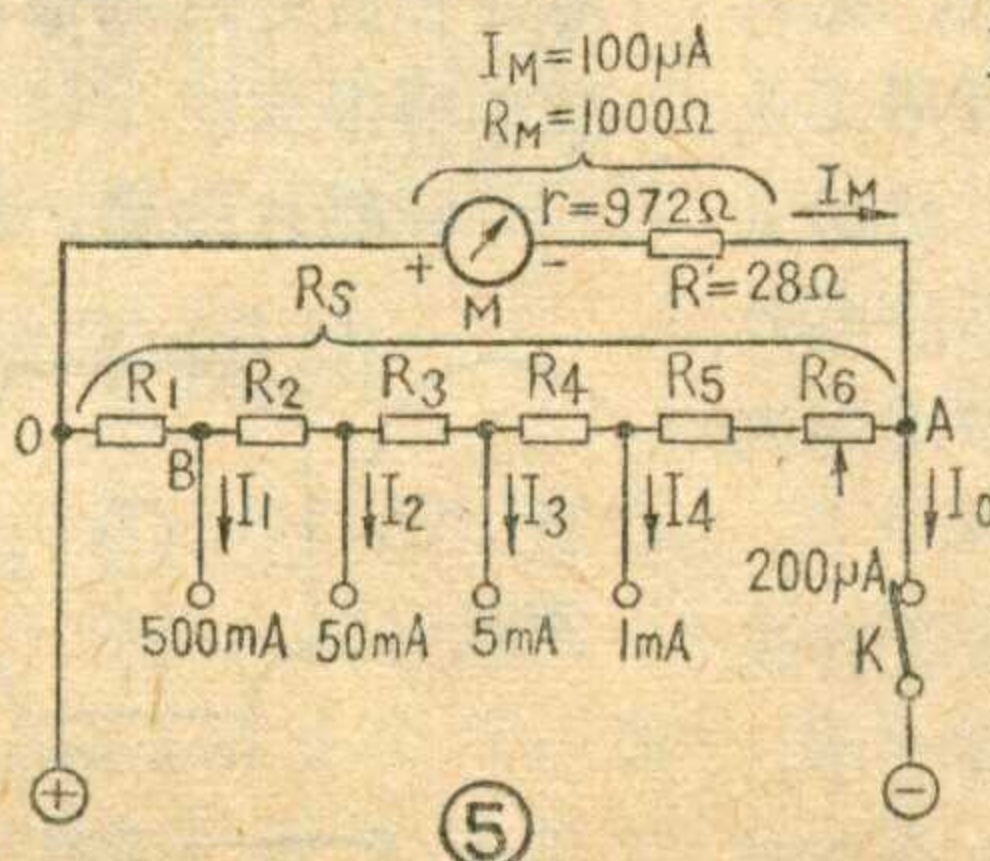 IM=100μA
RM=1000Ω
r=972Ω
IM
+
-
M
R'=28Ω
RS
R1 R2 R3 R4 R5 R6
O
B
A
I1 I2 I3 I4
200μA
500mA 50mA 5mA 1mA
K
+
-
5